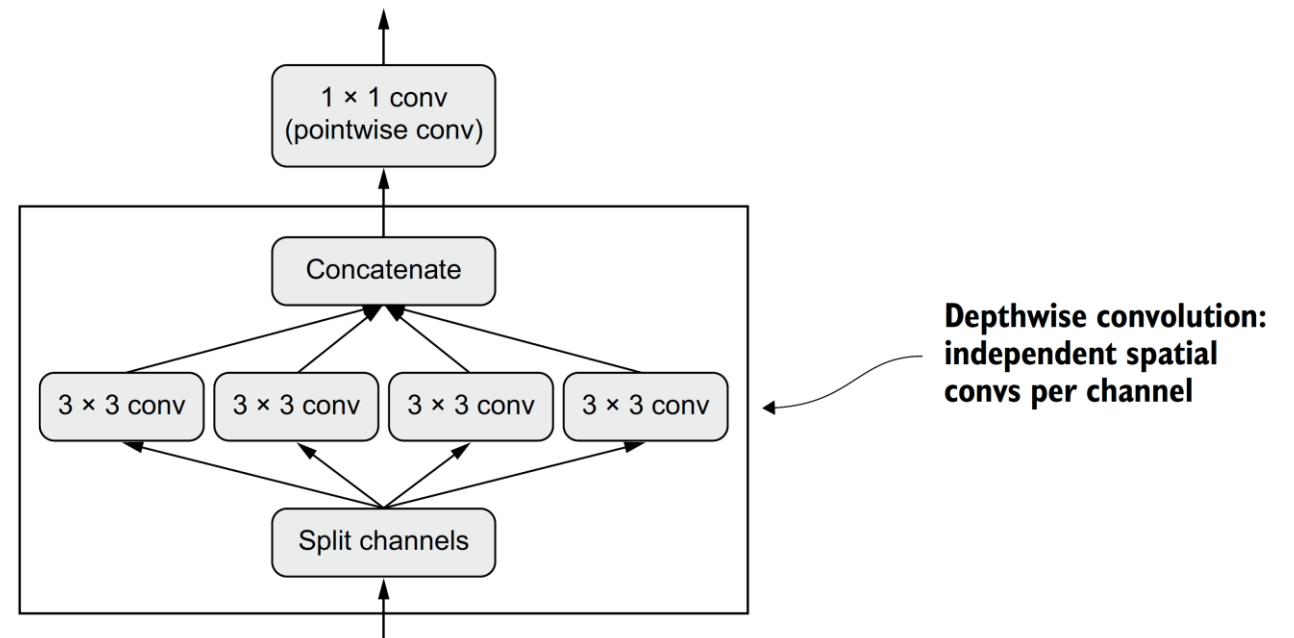 1 × 1 conv
(pointwise conv)
Concatenate
3 × 3 conv
3 × 3 conv
3 × 3 conv
3 × 3 conv
Split channels
Depthwise convolution:
independent spatial
convs per channel